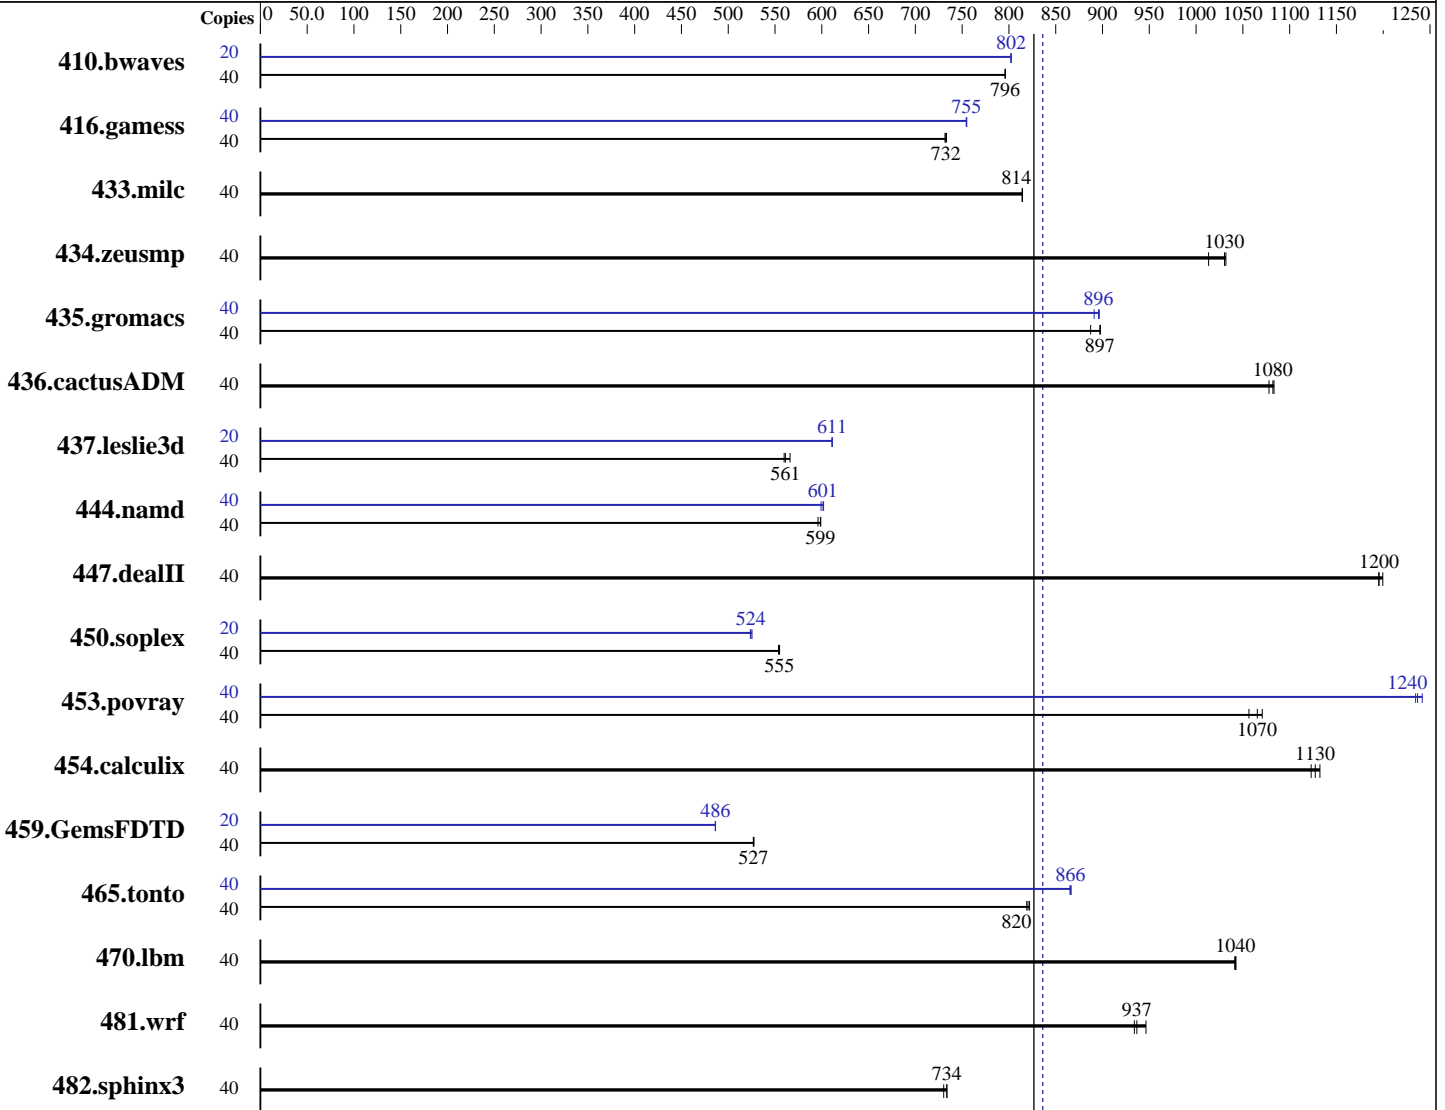 Copies 0 50.0 100 150 200 250 300 350 400 450 500 550 600 650 700 750 800 850 900 950 1000 1050 1100 1150 1250
410.bwaves 20 802
40 796
416.gamess 40 755
40 732
433.milc 40 814
434.zeusmp 40 1030
435.gromacs 40 896
40 897
436.cactusADM 40 1080
437.leslie3d 20 611
40 561
444.namd 40 601
40 599
447.dealII 40 1200
450.soplex 20 524
40 555
453.povray 40 1240
40 1070
454.calculix 40 1130
459.GemsFDTD 20 486
40 527
465.tonto 40 866
40 820
470.lbm 40 1040
481.wrf 40 937
482.sphinx3 40 734